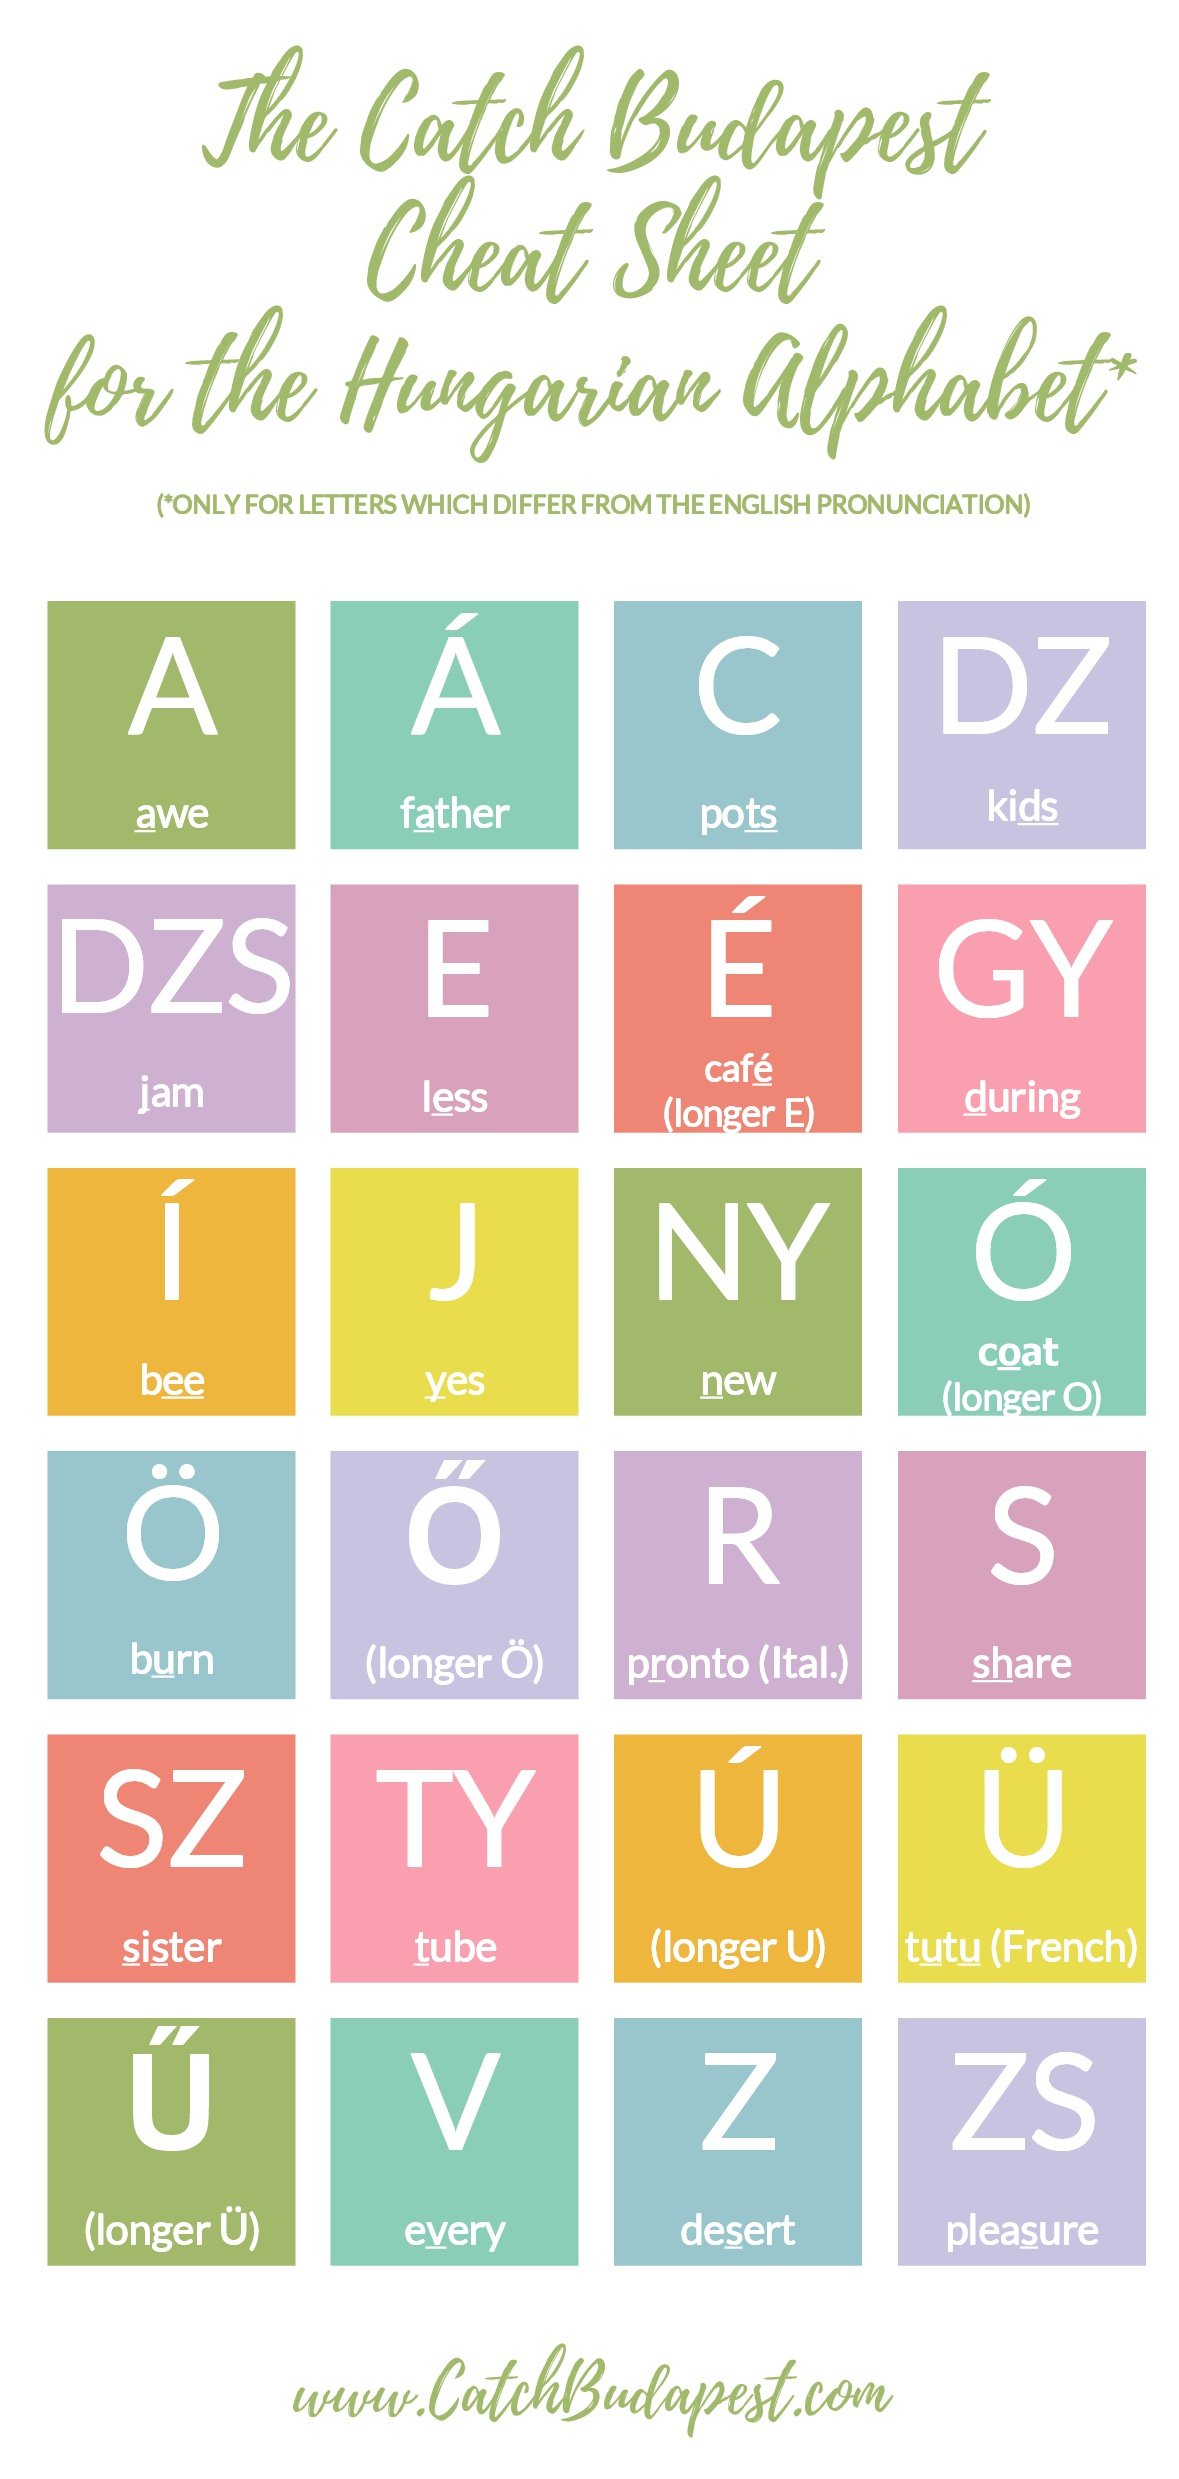 The Catch Budapest
Cheat Sheet
for the Hungarian Alphabet*
(*ONLY FOR LETTERS WHICH DIFFER FROM THE ENGLISH PRONUNCIATION)
A
awe
Á
father
C
pots
DZ
kids
DZS
jam
E
less
É
café
(longer E)
GY
during
Í
bee
J
yes
NY
new
Ó
coat
(longer O)
Ö
burn
Ő
(longer Ö)
R
pronto (Ital.)
S
share
SZ
sister
TY
tube
Ú
(longer U)
Ü
tutu (French)
Ű
(longer Ü)
V
every
Z
desert
ZS
pleasure
www.CatchBudapest.com